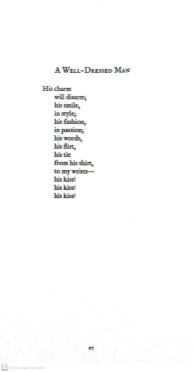 A Well-Dressed Man
His charm
will disarm;
his smile,
in style;
his fashion,
in passion;
his words,
his flirt,
his tie
from his shirt,
to my wrists—
his kiss!
his kiss!
his kiss!